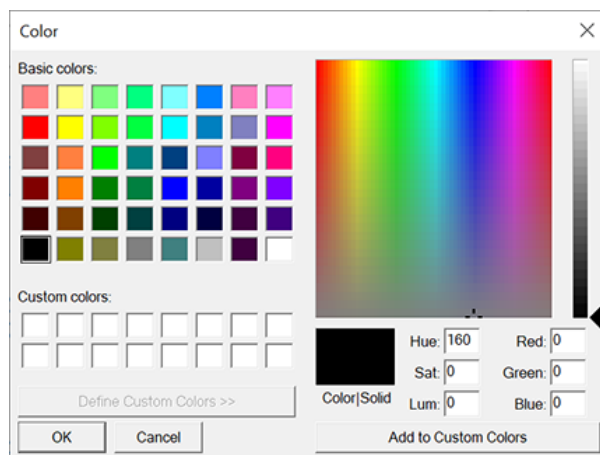 Color
Basic colors:
Custom colors:
Define Custom Colors >>
OK Cancel
Color|Solid
Hue: 160 Red: 0
Sat: 0 Green: 0
Lum: 0 Blue: 0
Add to Custom Colors